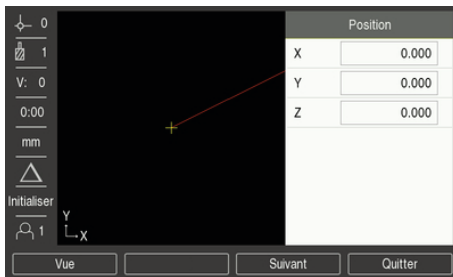 0
1
V: 0
0:00
mm
Initialiser
1
Y
X
Position
X 0.000
Y 0.000
Z 0.000
Vue
Suivant
Quitter